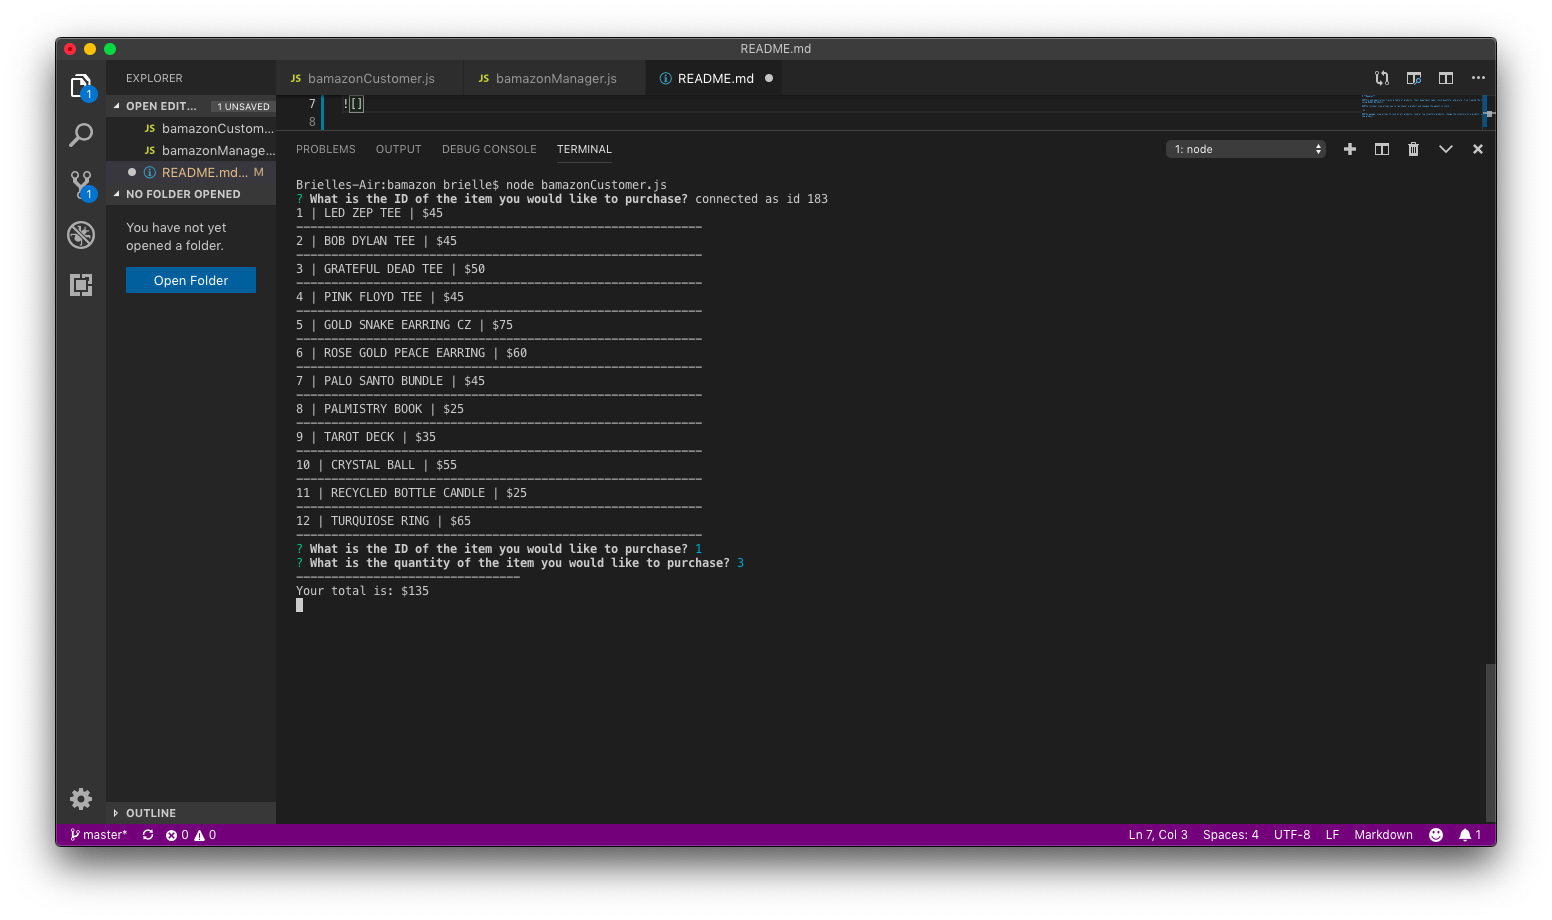 README.md
EXPLORER
JS bamazonCustomer.js
JS bamazonManager.js
README.md
OPEN EDIT... 1 UNSAVED
JS bamazonCustom...
JS bamazonManage...
README.md... M
NO FOLDER OPENED
You have not yet
opened a folder.
Open Folder
OUTLINE
1
1
7 ![]
8
PROBLEMS OUTPUT DEBUG CONSOLE TERMINAL
1: node
Brielles-Air:bamazon brielle$ node bamazonCustomer.js
? What is the ID of the item you would like to purchase? connected as id 183
1 | LED ZEP TEE | $45
----------------------------------------------------------
2 | BOB DYLAN TEE | $45
----------------------------------------------------------
3 | GRATEFUL DEAD TEE | $50
----------------------------------------------------------
4 | PINK FLOYD TEE | $45
----------------------------------------------------------
5 | GOLD SNAKE EARRING CZ | $75
----------------------------------------------------------
6 | ROSE GOLD PEACE EARRING | $60
----------------------------------------------------------
7 | PALO SANTO BUNDLE | $45
----------------------------------------------------------
8 | PALMISTRY BOOK | $25
----------------------------------------------------------
9 | TAROT DECK | $35
----------------------------------------------------------
10 | CRYSTAL BALL | $55
----------------------------------------------------------
11 | RECYCLED BOTTLE CANDLE | $25
----------------------------------------------------------
12 | TURQUIOSE RING | $65
----------------------------------------------------------
? What is the ID of the item you would like to purchase? 1
? What is the quantity of the item you would like to purchase? 3
--------------------------------
Your total is: $135
master* 0 0
Ln 7, Col 3 Spaces: 4 UTF-8 LF Markdown 1